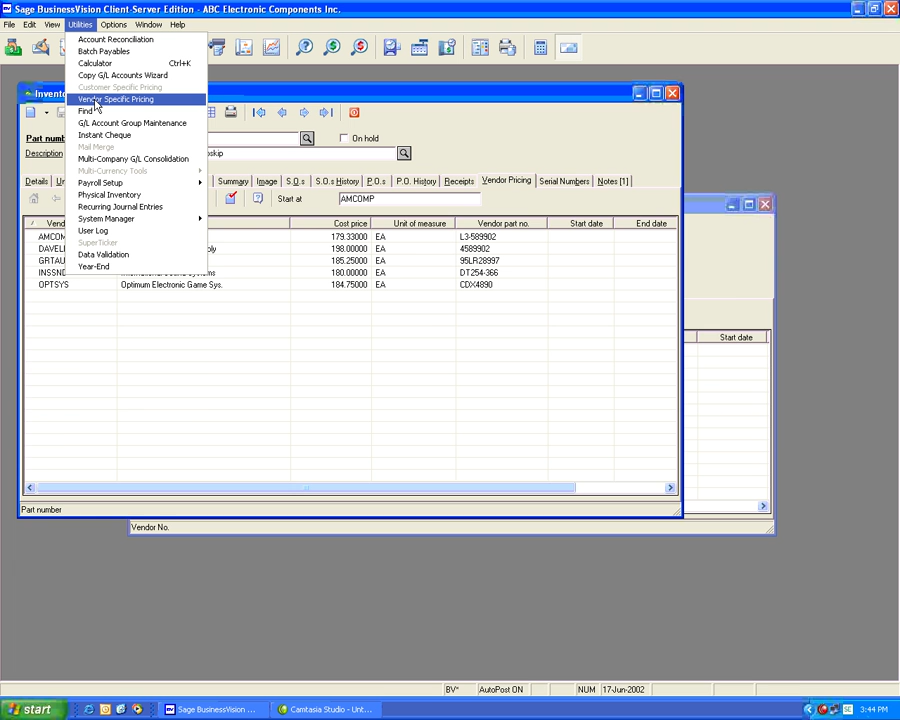 Sage BusinessVision Client-Server Edition - ABC Electronic Components Inc.
File Edit View Utilities Options Window Help
Account Reconciliation
Batch Payables
Calculator Ctrl+K
Copy G/L Accounts Wizard
Customer Specific Pricing
Vendor Specific Pricing
Find
G/L Account Group Maintenance
Instant Cheque
Mail Merge
Multi-Company G/L Consolidation
Multi-Currency Tools
Payroll Setup
Physical Inventory
Recurring Journal Entries
System Manager
User Log
SuperTicker
Data Validation
Year-End
On hold
Description
Details Summary Image S.O.s S.O.s History P.O.s P.O. History Receipts Vendor Pricing Serial Numbers Notes [1]
Start at AMCOMP
Cost price Unit of measure Vendor part no. Start date End date
179.33000 EA L3-589902
198.00000 EA 4589902
185.25000 EA 95LR28997
180.00000 EA DT254-366
OPTSYS Optimum Electronic Game Sys. 184.75000 EA CDX4890
Start date
Part number
Vendor No.
BV* AutoPost ON NUM 17-Jun-2002
start Sage BusinessVision ... Camtasia Studio - Unt... SE 3:44 PM